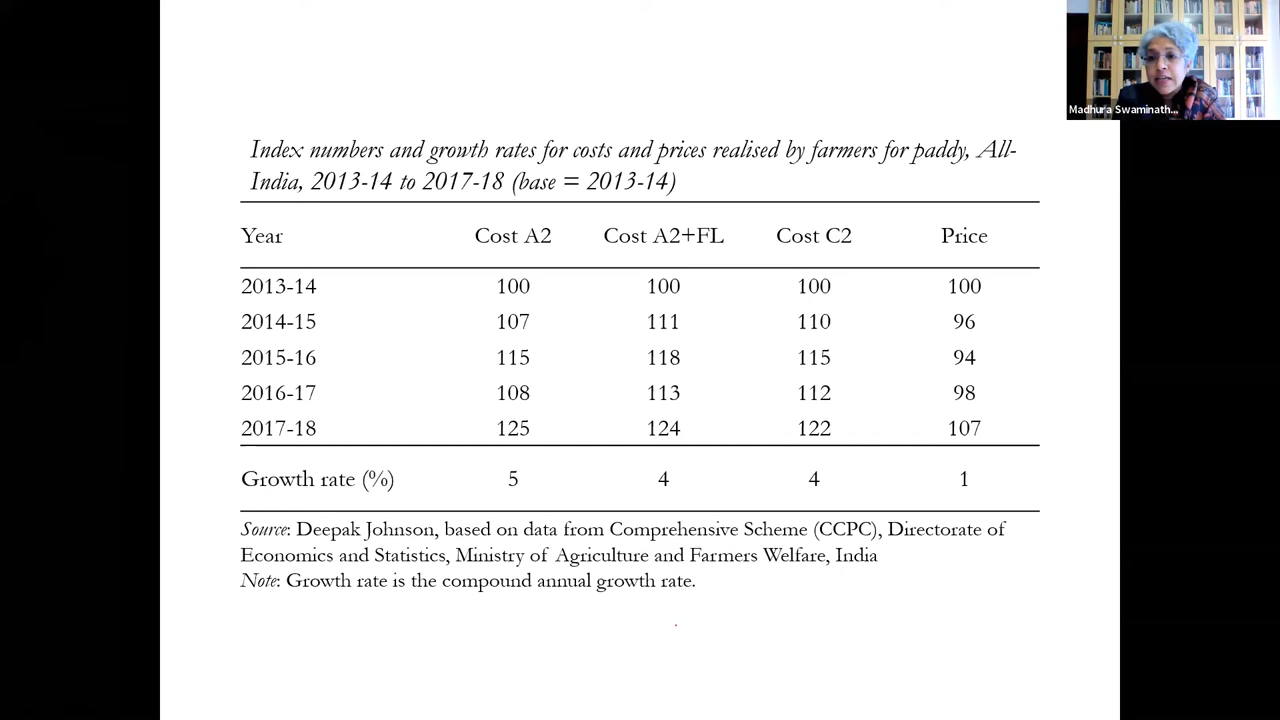 Madhura Swaminath...
Index numbers and growth rates for costs and prices realised by farmers for paddy, All-
India, 2013-14 to 2017-18 (base = 2013-14)
Year Cost A2 Cost A2+FL Cost C2 Price
2013-14 100 100 100 100
2014-15 107 111 110 96
2015-16 115 118 115 94
2016-17 108 113 112 98
2017-18 125 124 122 107
Growth rate (%) 5 4 4 1
Source: Deepak Johnson, based on data from Comprehensive Scheme (CCPC), Directorate of
Economics and Statistics, Ministry of Agriculture and Farmers Welfare, India
Note: Growth rate is the compound annual growth rate.